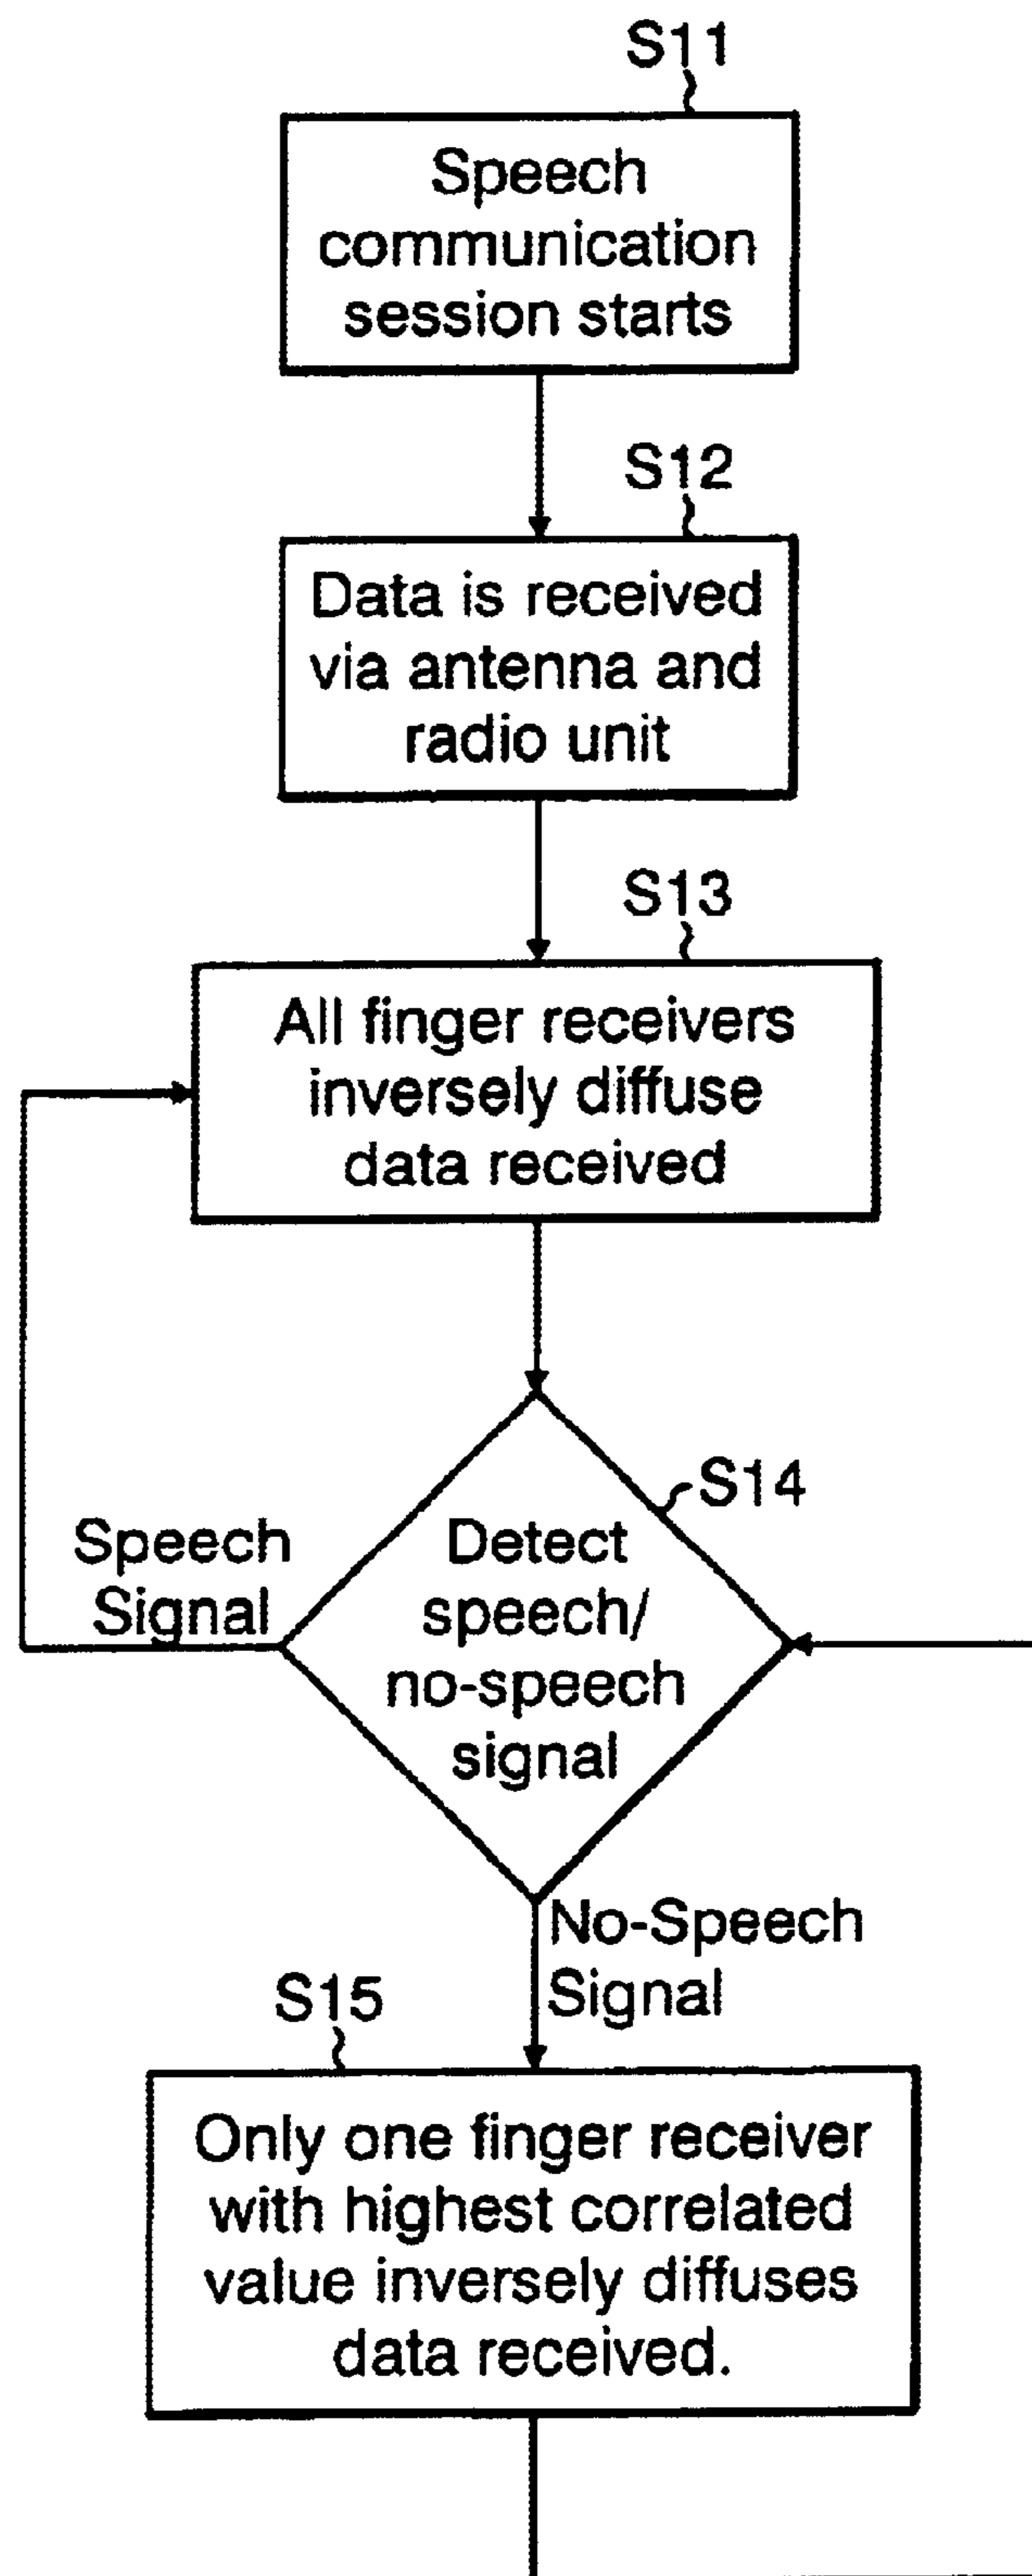 S11
Speech
communication
session starts
S12
Data is received
via antenna and
radio unit
S13
All finger receivers
inversely diffuse
data received
S14
Detect
speech/
no-speech
signal
Speech
Signal
No-Speech
Signal
S15
Only one finger receiver
with highest correlated
value inversely diffuses
data received.